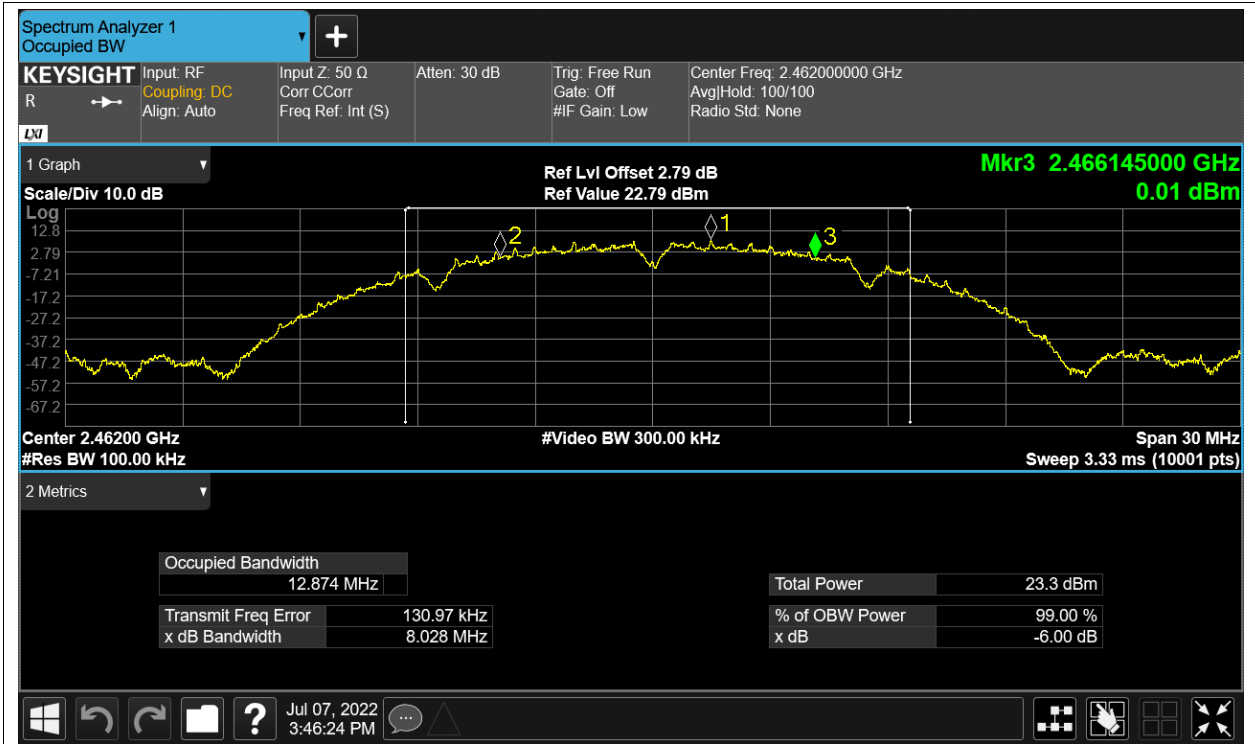 Spectrum Analyzer 1
Occupied BW
KEYSIGHT
R
LXI
Input: RF
Coupling: DC
Align: Auto
Input Z: 50 Ω
Corr CCorr
Freq Ref: Int (S)
Atten: 30 dB
Trig: Free Run
Gate: Off
#IF Gain: Low
Center Freq: 2.462000000 GHz
Avg|Hold: 100/100
Radio Std: None
1 Graph
Scale/Div 10.0 dB
Ref Lvl Offset 2.79 dB
Ref Value 22.79 dBm
Mkr3 2.466145000 GHz
0.01 dBm
Log
12.8
2.79
-7.21
-17.2
-27.2
-37.2
-47.2
-57.2
-67.2
2
1
3
Center 2.46200 GHz
#Res BW 100.00 kHz
#Video BW 300.00 kHz
Span 30 MHz
Sweep 3.33 ms (10001 pts)
2 Metrics
Occupied Bandwidth
12.874 MHz
Transmit Freq Error 130.97 kHz
x dB Bandwidth 8.028 MHz
Total Power 23.3 dBm
% of OBW Power 99.00 %
x dB -6.00 dB
Jul 07, 2022
3:46:24 PM